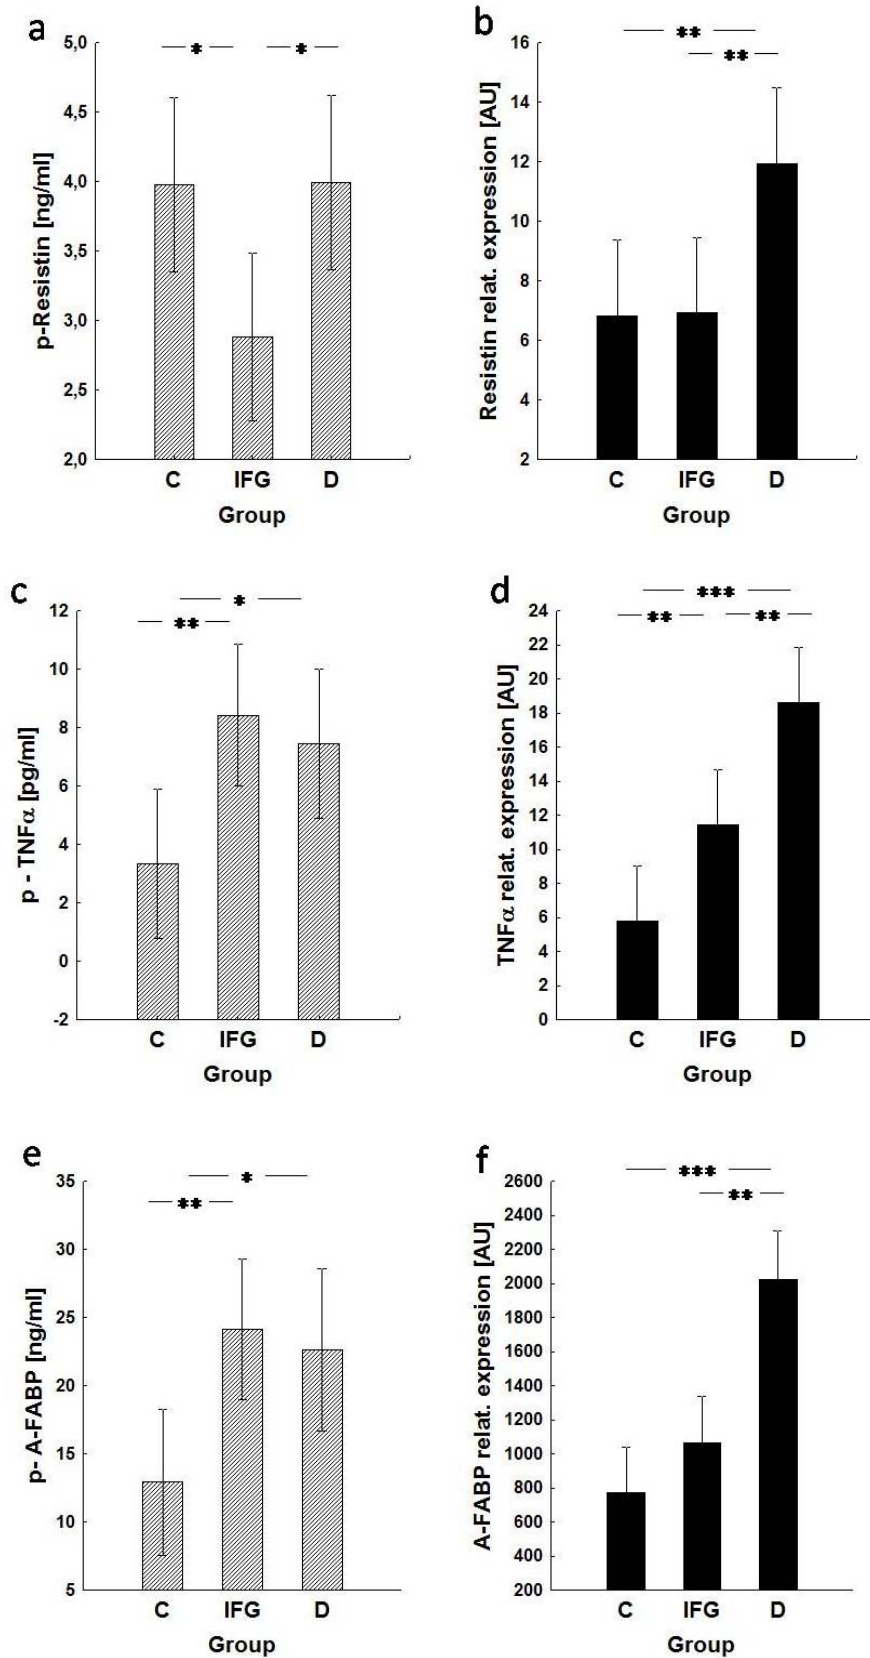 a
*
*
5,0
4,5
4,0
3,5
3,0
2,5
2,0
p-Resistin [ng/ml]
C IFG D
Group
b
**
**
16
14
12
10
8
6
4
2
Resistin relat. expression [AU]
C IFG D
Group
c
*
**
12
10
8
6
4
2
0
-2
p - TNFα [pg/ml]
C IFG D
Group
d
***
** **
24
22
20
18
16
14
12
10
8
6
4
2
0
TNFα relat. expression [AU]
C IFG D
Group
e
*
**
35
30
25
20
15
10
5
p- A-FABP [ng/ml]
C IFG D
Group
f
***
**
2600
2400
2200
2000
1800
1600
1400
1200
1000
800
600
400
200
A-FABP relat. expression [AU]
C IFG D
Group